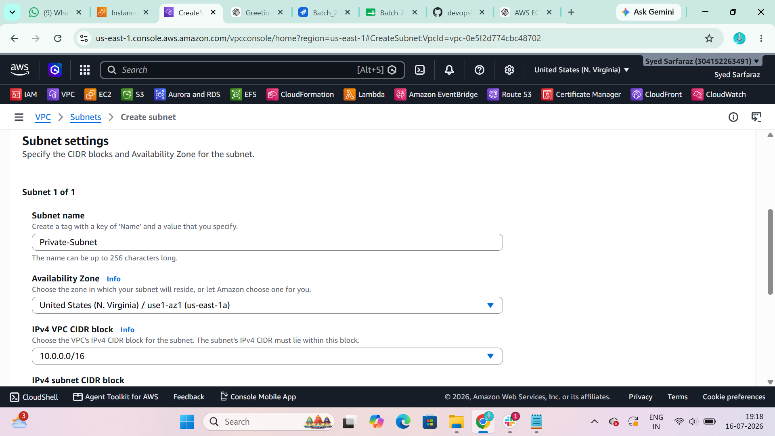 (9) Wha
Instanc
CreateS
Greetin
Batch_2
Batch 2
devops
AWS EC
Ask Gemini
us-east-1.console.aws.amazon.com/vpcconsole/home?region=us-east-1#CreateSubnet:VpcId=vpc-0e5f2d774cbc48702
aws
Search
[Alt+S]
United States (N. Virginia)
Syed Sarfaraz (304152263491)
Syed Sarfaraz
IAM
VPC
EC2
S3
Aurora and RDS
EFS
CloudFormation
Lambda
Amazon EventBridge
Route 53
Certificate Manager
CloudFront
CloudWatch
VPC
Subnets
Create subnet
Subnet settings
Specify the CIDR blocks and Availability Zone for the subnet.
Subnet 1 of 1
Subnet name
Create a tag with a key of 'Name' and a value that you specify.
Private-Subnet
The name can be up to 256 characters long.
Availability Zone Info
Choose the zone in which your subnet will reside, or let Amazon choose one for you.
United States (N. Virginia) / use1-az1 (us-east-1a)
IPv4 VPC CIDR block Info
Choose the VPC's IPv4 CIDR block for the subnet. The subnet's IPv4 CIDR must lie within this block.
10.0.0.0/16
IPv4 subnet CIDR block
CloudShell
Agent Toolkit for AWS
Feedback
Console Mobile App
© 2026, Amazon Web Services, Inc. or its affiliates.
Privacy
Terms
Cookie preferences
3
Search
1
1
ENG
IN
19:18
16-07-2026